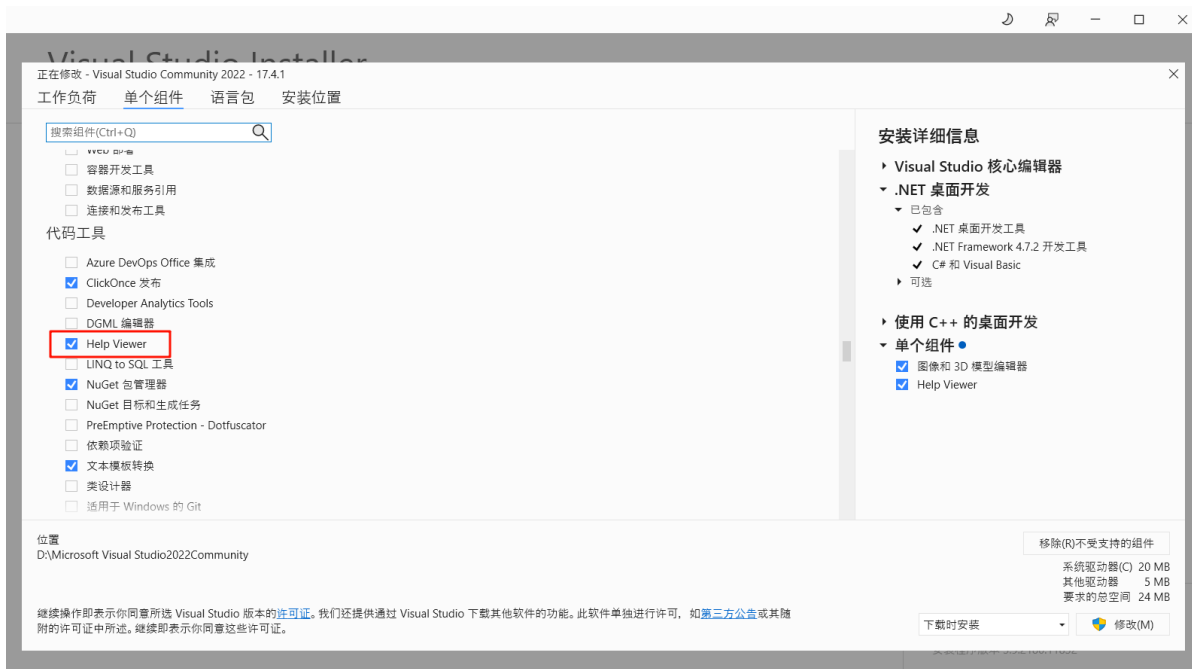 Visual Studio Installer
正在修改 - Visual Studio Community 2022 - 17.4.1
工作负荷 单个组件 语言包 安装位置
搜索组件(Ctrl+Q)
Web 部署
容器开发工具
数据源和服务引用
连接和发布工具
代码工具
Azure DevOps Office 集成
ClickOnce 发布
Developer Analytics Tools
DGML 编辑器
Help Viewer
LINQ to SQL 工具
NuGet 包管理器
NuGet 目标和生成任务
PreEmptive Protection - Dotfuscator
依赖项验证
文本模板转换
类设计器
适用于 Windows 的 Git
安装详细信息
Visual Studio 核心编辑器
.NET 桌面开发
已包含
.NET 桌面开发工具
.NET Framework 4.7.2 开发工具
C# 和 Visual Basic
可选
使用 C++ 的桌面开发
单个组件
图像和 3D 模型编辑器
Help Viewer
位置
D:\Microsoft Visual Studio2022Community
移除(R)不受支持的组件
系统驱动器(C) 20 MB
其他驱动器 5 MB
要求的总空间 24 MB
继续操作即表示你同意所选 Visual Studio 版本的许可证。我们还提供通过 Visual Studio 下载其他软件的功能。此软件单独进行许可，如第三方公告或其随
附的许可证中所述。继续即表示你同意这些许可证。
下载时安装
修改(M)